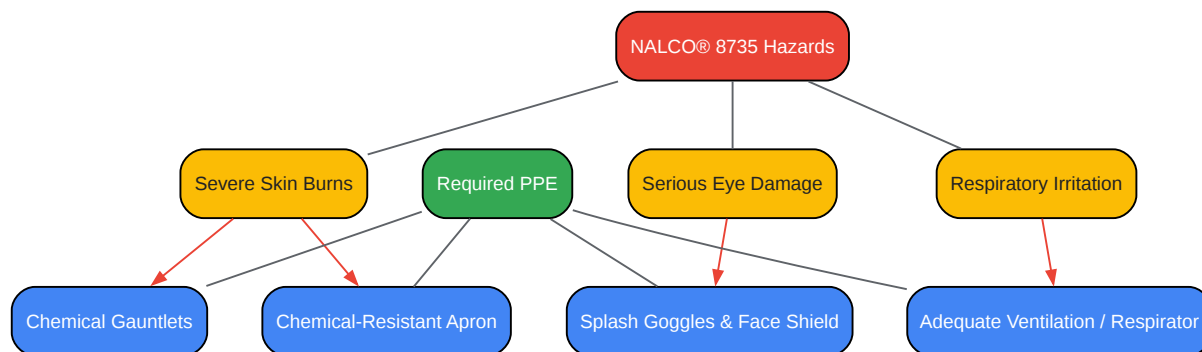 NALCO® 8735 Hazards
Severe Skin Burns
Required PPE
Serious Eye Damage
Respiratory Irritation
Chemical Gauntlets
Chemical-Resistant Apron
Splash Goggles & Face Shield
Adequate Ventilation / Respirator